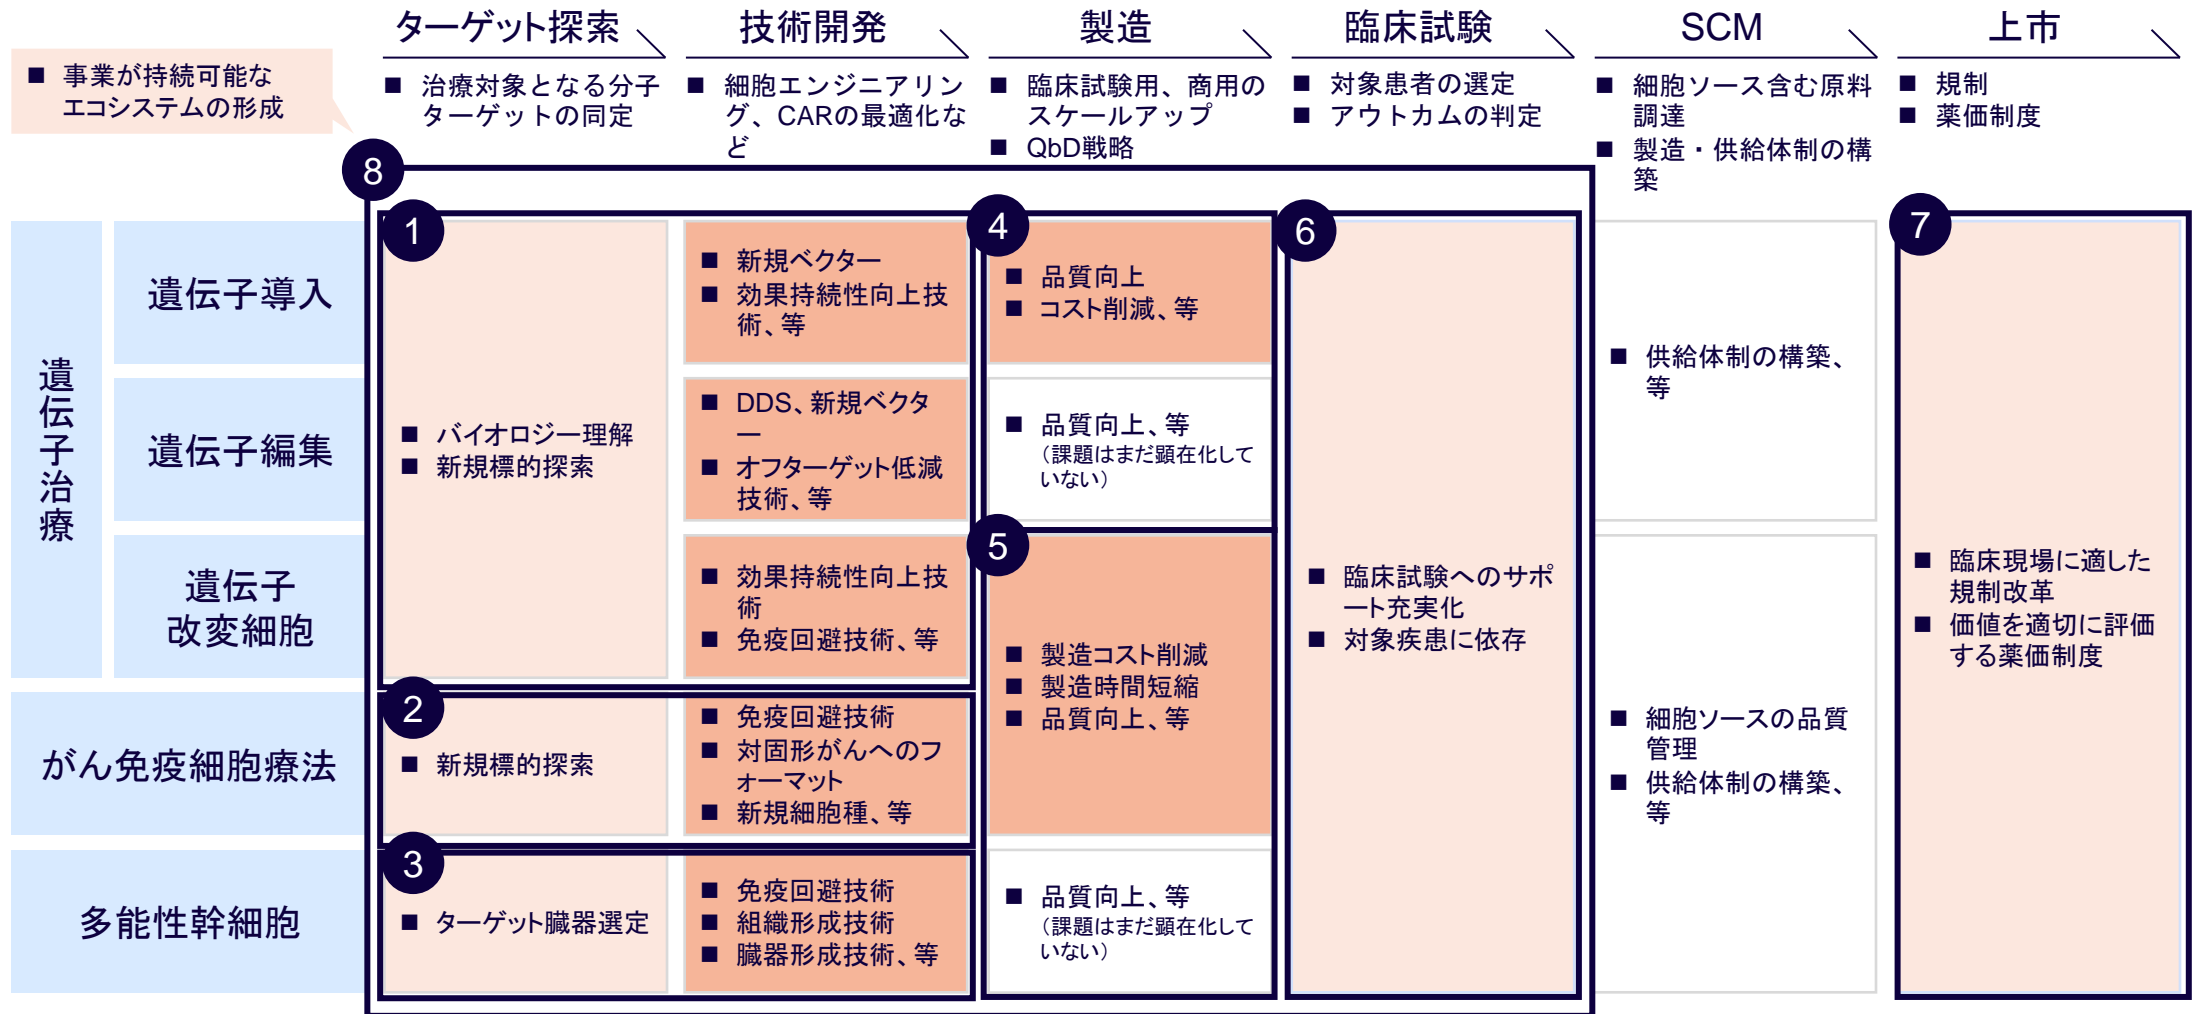 ターゲット探索
技術開発
製造
臨床試験
SCM
上市
■ 事業が持続可能な
エコシステムの形成
■ 治療対象となる分子
ターゲットの同定
■ 細胞エンジニアリン
グ、CARの最適化な
ど
■ 臨床試験用、商用の
スケールアップ
■ QbD戦略
■ 対象患者の選定
■ アウトカムの判定
■ 細胞ソース含む原料
調達
■ 製造・供給体制の構
築
■ 規制
■ 薬価制度
8
1
4
6
7
遺伝子治療
遺伝子導入
■ 新規ベクター
■ 効果持続性向上技
術、等
■ 品質向上
■ コスト削減、等
遺伝子編集
■ バイオロジー理解
■ 新規標的探索
■ DDS、新規ベクタ
ー
■ オフターゲット低減
技術、等
■ 品質向上、等
（課題はまだ顕在化して
いない）
■ 供給体制の構築、
等
5
遺伝子
改変細胞
■ 効果持続性向上技
術
■ 免疫回避技術、等
■ 製造コスト削減
■ 製造時間短縮
■ 品質向上、等
■ 臨床試験へのサポ
ート充実化
■ 対象疾患に依存
■ 臨床現場に適した
規制改革
■ 価値を適切に評価
する薬価制度
2
がん免疫細胞療法
■ 新規標的探索
■ 免疫回避技術
■ 対固形がんへのフ
ォーマット
■ 新規細胞種、等
■ 細胞ソースの品質
管理
■ 供給体制の構築、
等
3
多能性幹細胞
■ ターゲット臓器選定
■ 免疫回避技術
■ 組織形成技術
■ 臓器形成技術、等
■ 品質向上、等
（課題はまだ顕在化して
いない）